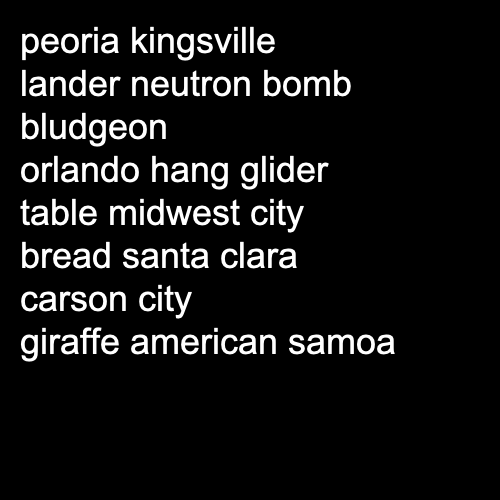 peoria kingsville
lander neutron bomb
bludgeon
orlando hang glider
table midwest city
bread santa clara
carson city
giraffe american samoa